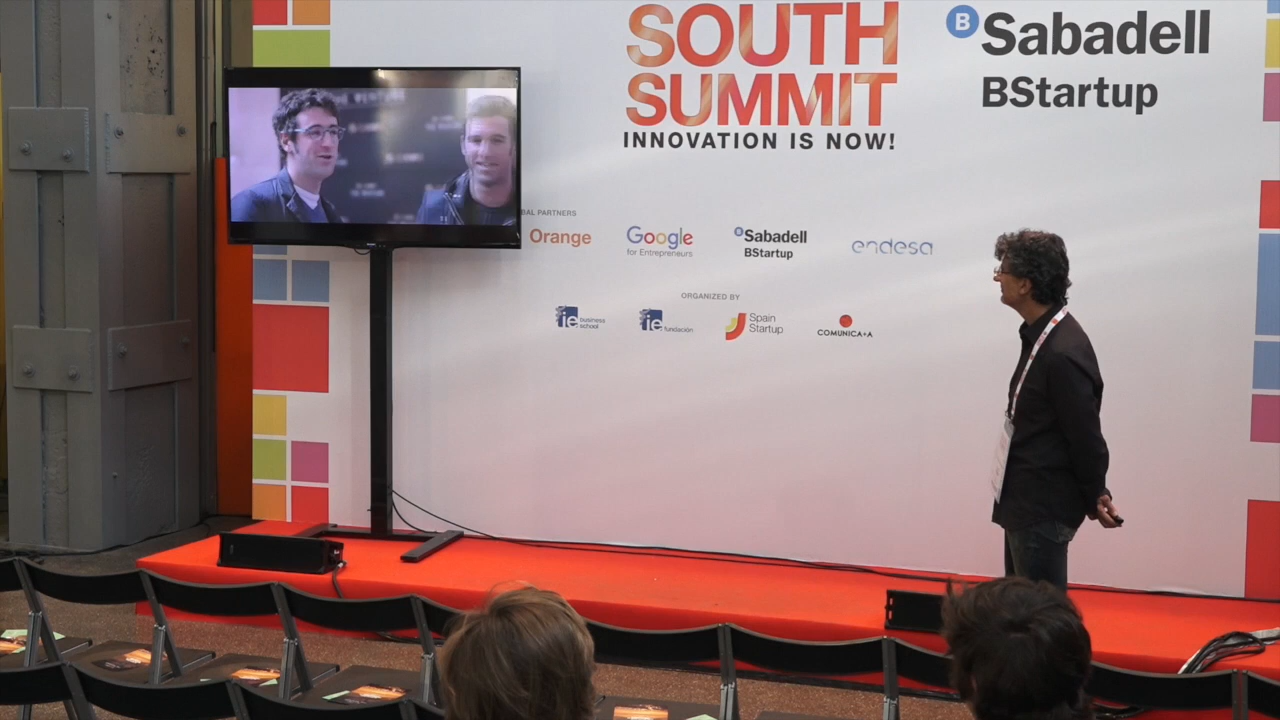 SOUTH
SUMMIT
INNOVATION IS NOW!
B Sabadell
BStartup
BAL PARTNERS
Orange
Google
for Entrepreneurs
B Sabadell
BStartup
endesa
ORGANIZED BY
ie business
school
ie fundación
Spain
Startup
COMUNICA+A